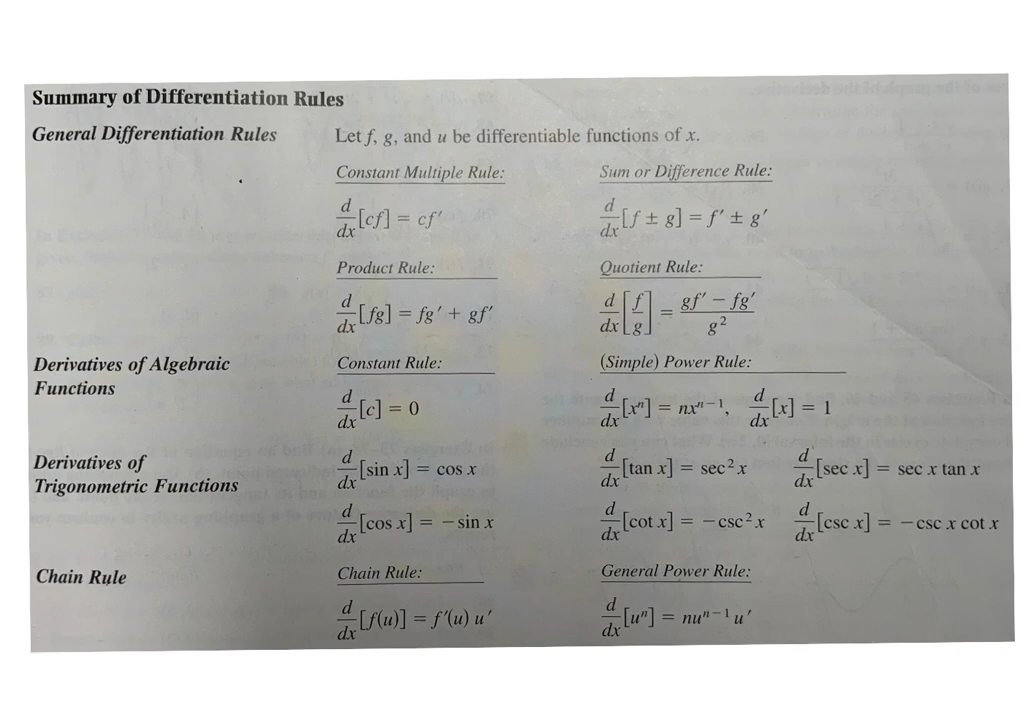 Summary of Differentiation Rules
General Differentiation Rules
Let f, g, and u be differentiable functions of x.
Constant Multiple Rule:
Sum or Difference Rule:
d/dx [cf] = cf′
d/dx [f ± g] = f′ ± g′
Product Rule:
Quotient Rule:
d/dx [fg] = fg′ + gf′
d/dx [f/g] = (gf′ − fg′)/g²
Derivatives of Algebraic
Functions
Constant Rule:
(Simple) Power Rule:
d/dx [c] = 0
d/dx [xⁿ] = nxⁿ⁻¹, d/dx [x] = 1
Derivatives of
Trigonometric Functions
d/dx [sin x] = cos x
d/dx [tan x] = sec² x
d/dx [sec x] = sec x tan x
d/dx [cos x] = −sin x
d/dx [cot x] = −csc² x
d/dx [csc x] = −csc x cot x
Chain Rule
Chain Rule:
General Power Rule:
d/dx [f(u)] = f′(u) u′
d/dx [uⁿ] = nuⁿ⁻¹ u′